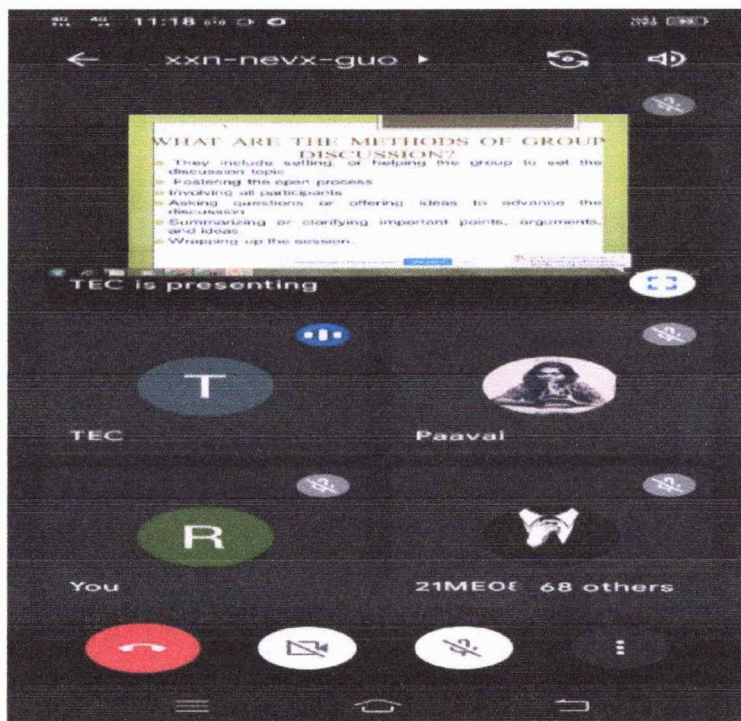 11:18
xxn-nevx-guo
WHAT ARE THE METHODS OF GROUP
DISCUSSION?
They include setting, or helping the group to set the
discussion topic
Fostering the open process
Involving all participants
Asking questions or offering ideas to advance the
discussion
Summarizing or clarifying important points, arguments,
and ideas
Wrapping up the session.
TEC is presenting
T
TEC
Paaval
R
You
21ME0E 68 others